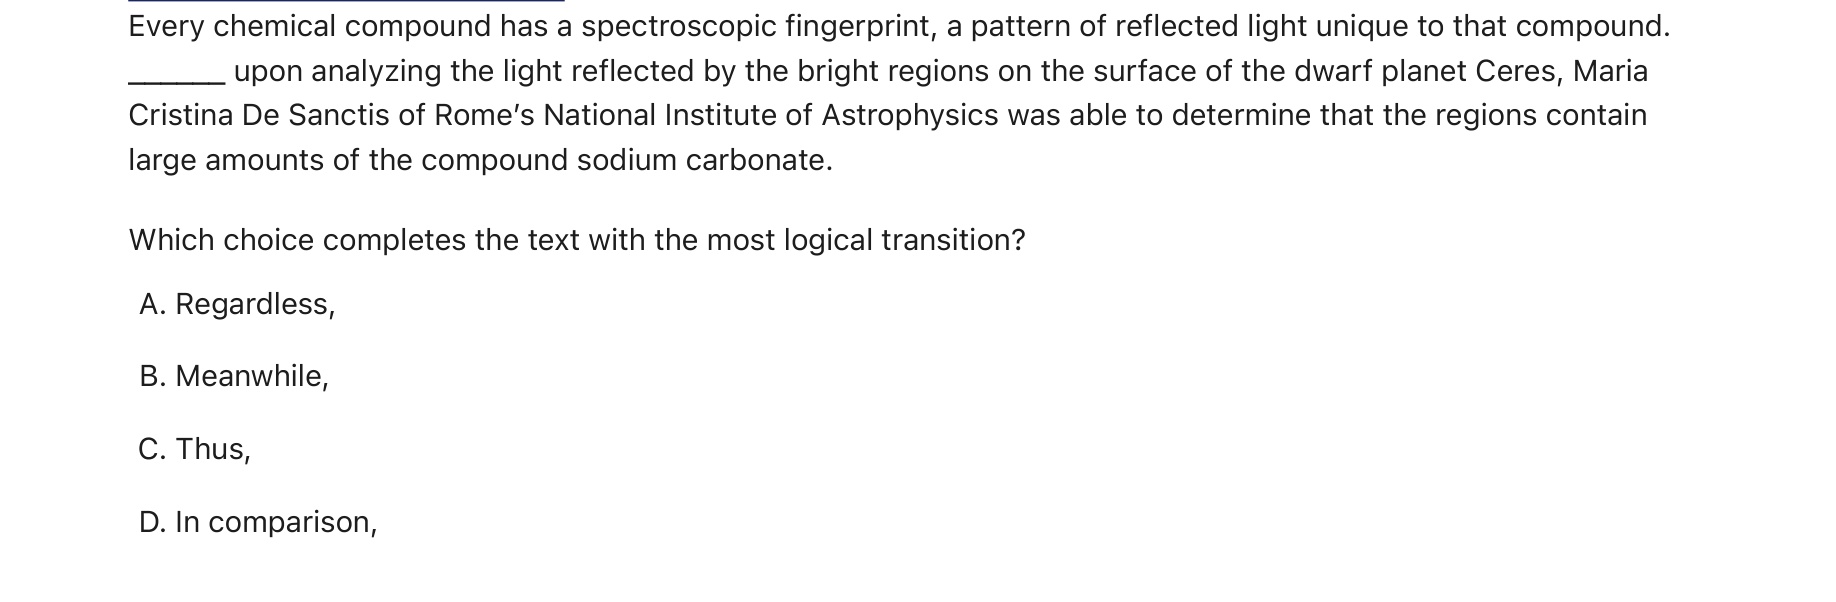 Every chemical compound has a spectroscopic fingerprint, a pattern of reflected light unique to that compound.
______ upon analyzing the light reflected by the bright regions on the surface of the dwarf planet Ceres, Maria
Cristina De Sanctis of Rome’s National Institute of Astrophysics was able to determine that the regions contain
large amounts of the compound sodium carbonate.
Which choice completes the text with the most logical transition?
A. Regardless,
B. Meanwhile,
C. Thus,
D. In comparison,